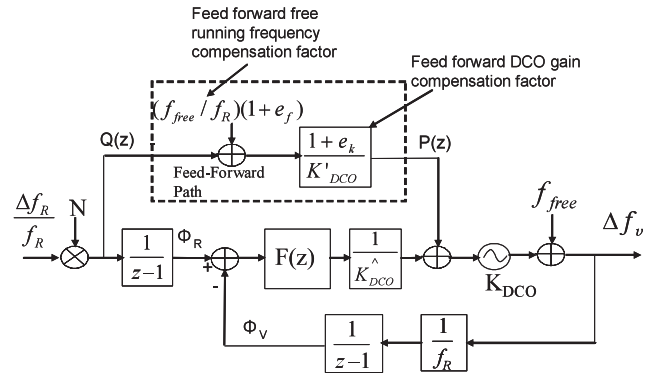 Feed forward free
running frequency
compensation factor
Feed forward DCO gain
compensation factor
(f_free / f_R)(1+e_f)
Q(z)
1+e_k
K'_DCO
P(z)
Feed-Forward
Path
Δf_R
f_R
N
f_free
Δf_v
1
z−1
Φ_R
+
-
F(z)
1
K̂_DCO
K_DCO
Φ_V
1
z−1
1
f_R